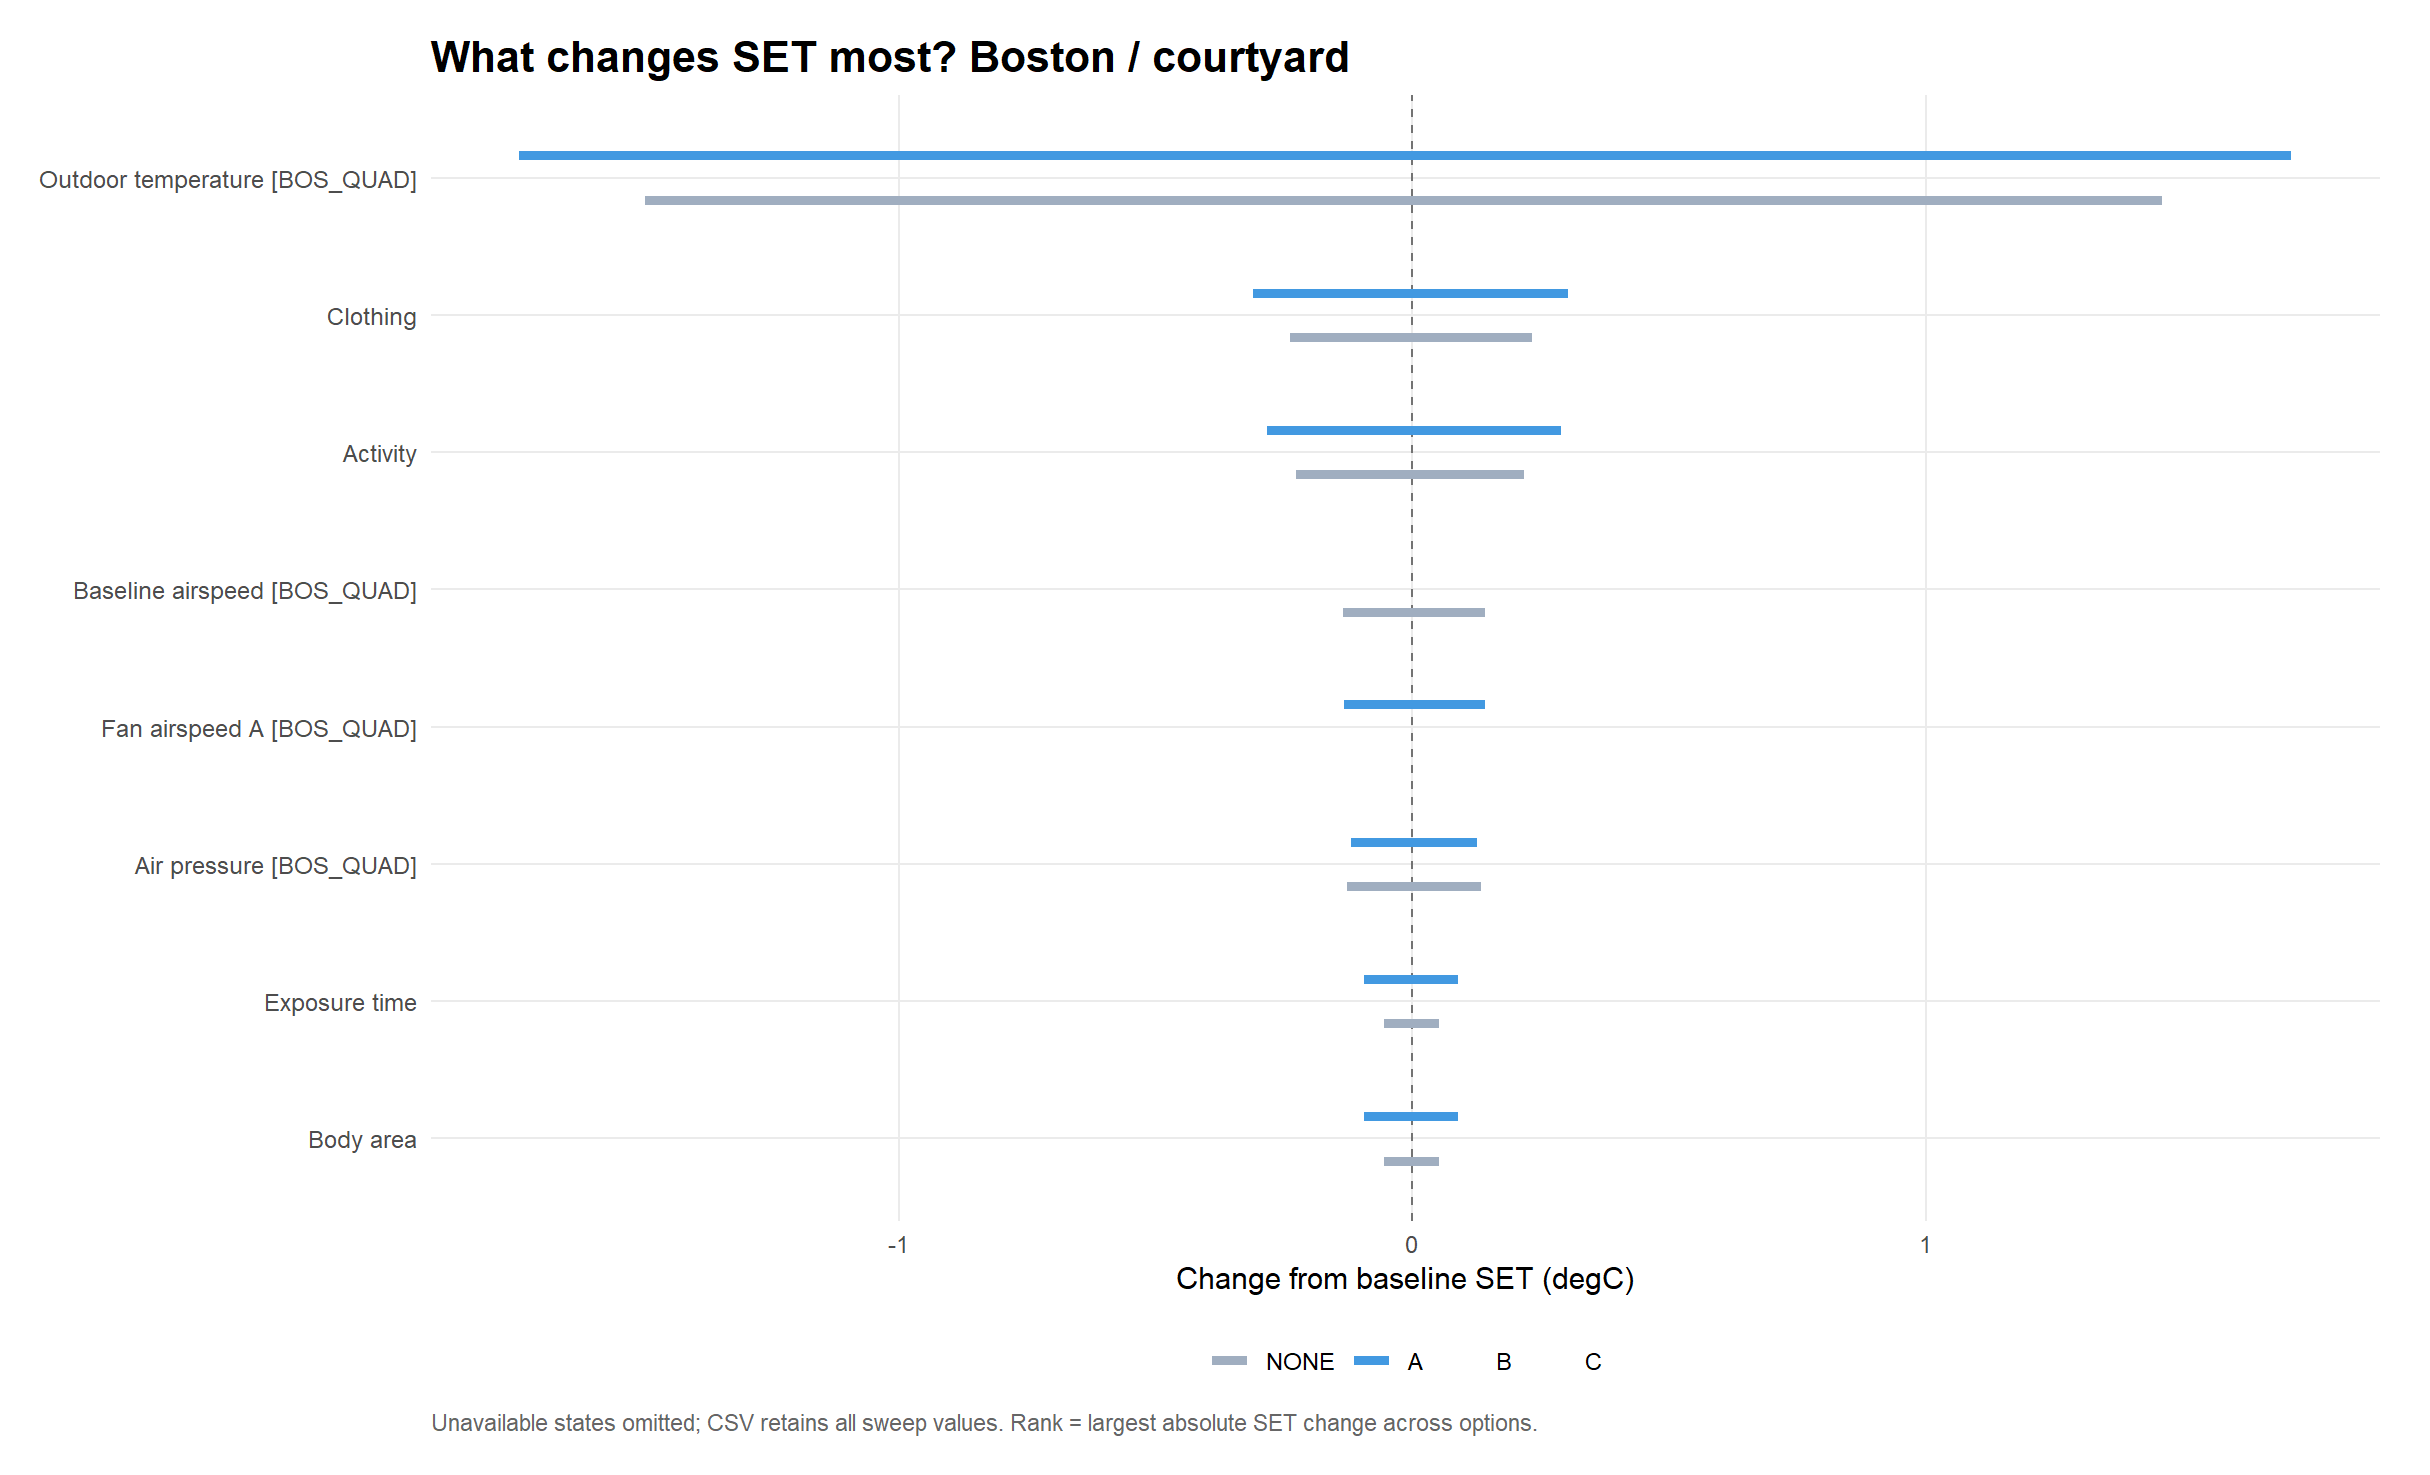 What changes SET most? Boston / courtyard
Outdoor temperature [BOS_QUAD]
Clothing
Activity
Baseline airspeed [BOS_QUAD]
Fan airspeed A [BOS_QUAD]
Air pressure [BOS_QUAD]
Exposure time
Body area
-1 0 1
Change from baseline SET (degC)
NONE A B C
Unavailable states omitted; CSV retains all sweep values. Rank = largest absolute SET change across options.